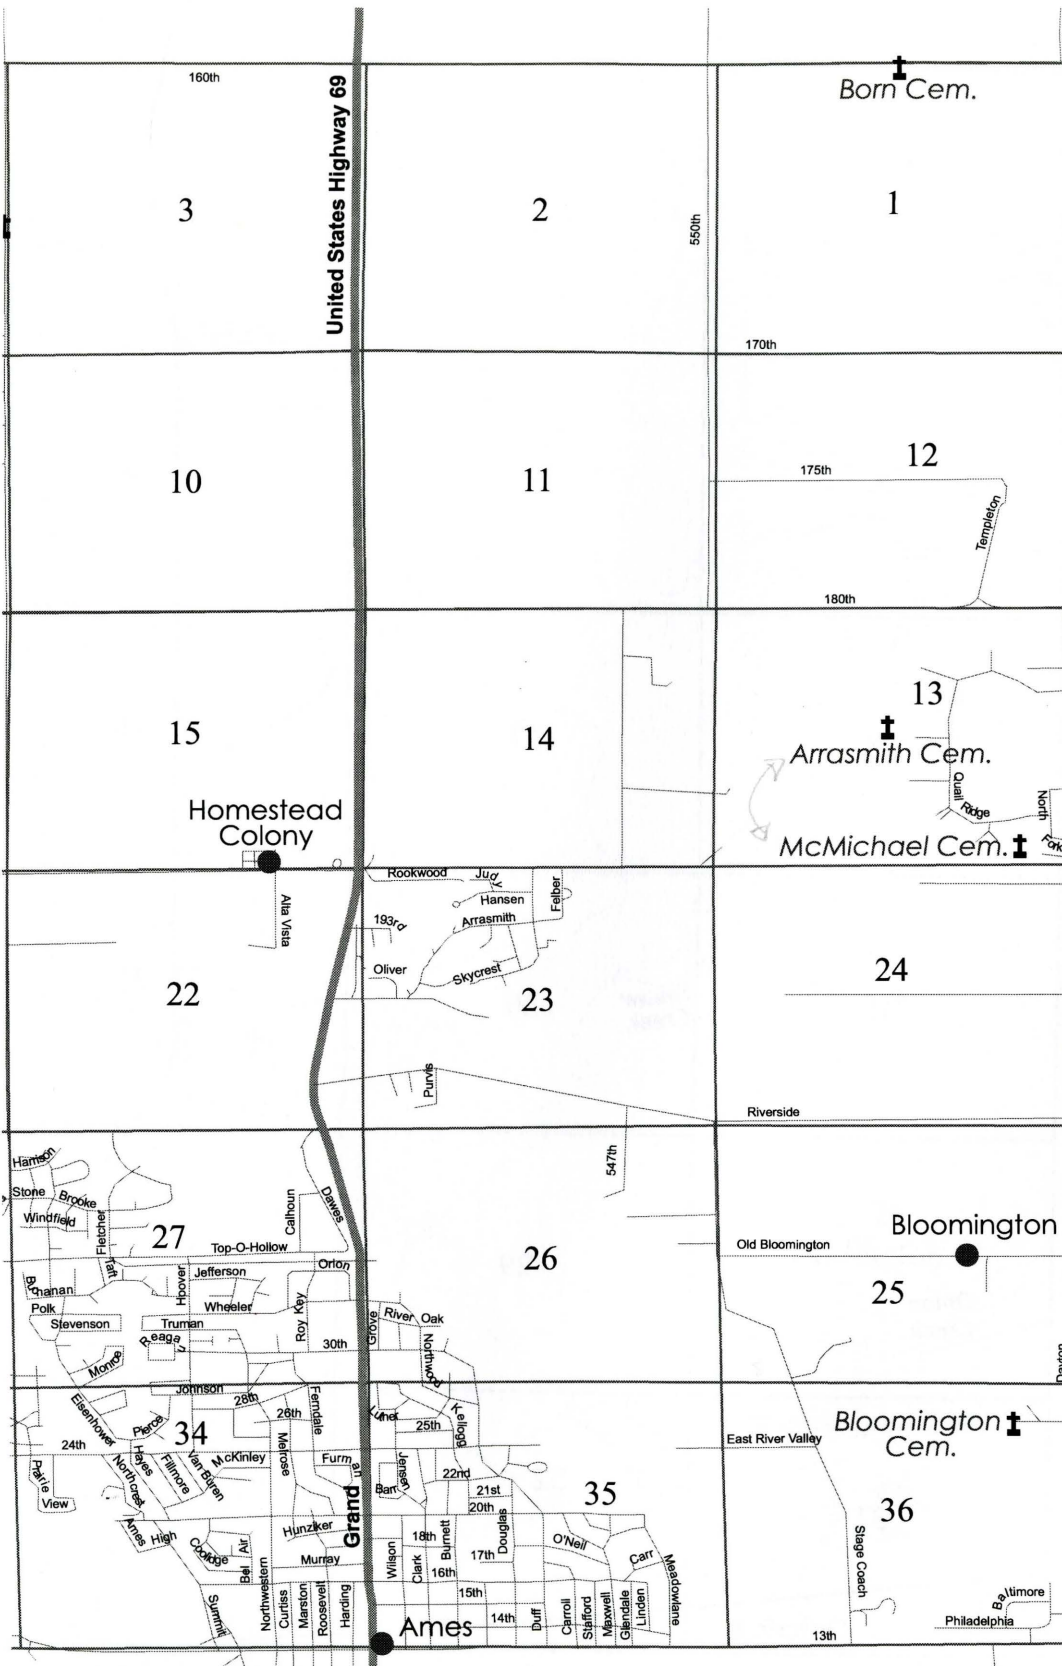 160th
United States Highway 69
Born Cem.
3
2
1
550th
170th
10
11
12
175th
Templeton
180th
15
14
13
Arrasmith Cem.
Quail
Ridge
North
Homestead
Colony
McMichael Cem.
Fork
Rookwood
Judy
Hansen
Felber
Alta Vista
193rd
Arrasmith
Oliver
Skycrest
22
23
24
Purvis
Riverside
547th
Harrison
Stone
Brooke
Windfield
Fletcher
Calhoun
Dawes
27
26
Bloomington
Top-O-Hollow
Old Bloomington
Taft
Orion
Hoover
Jefferson
25
Buchanan
Polk
Wheeler
Roy Key
Grove
River Oak
Stevenson
Truman
Reagan
30th
Northwood
Monroe
Dayton
Johnson
28th
Ferndale
Luther
Kellogg
Eisenhower
Pierce
34
26th
25th
Bloomington
Cem.
24th
Hayes
Fillmore
Van Buren
McKinley
Melrose
Furman
East River Valley
Prairie
View
Northcrest
Jensen
Barr
22nd
21st
20th
35
36
Grand
Ames
High
Coolidge
Bel Air
Hunziker
Murray
Wilson
18th
Clark
Burnett
17th
16th
Douglas
O'Neil
Carr
Meadowlane
Stage Coach
Summit
Northwestern
Curtiss
Marston
Roosevelt
Harding
15th
14th
Duff
Carroll
Stafford
Maxwell
Glendale
Linden
Baltimore
Philadelphia
Ames
13th